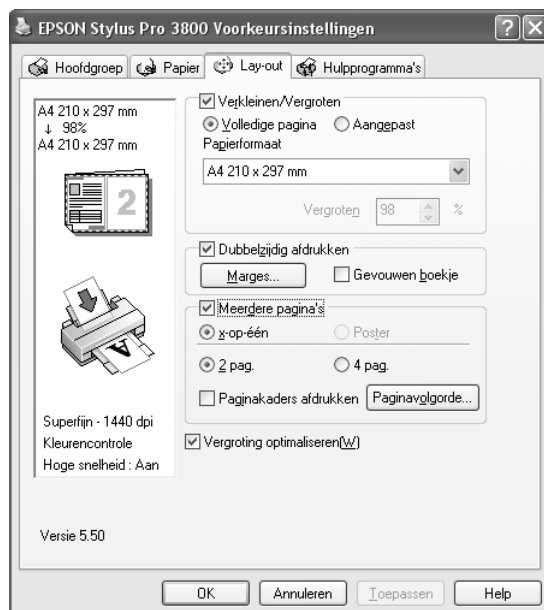 EPSON Stylus Pro 3800 Voorkeursinstellingen
Hoofdgroep Papier Lay-out Hulpprogramma's
A4 210 x 297 mm
↓ 98%
A4 210 x 297 mm
2
A
Superfijn - 1440 dpi
Kleurencontrole
Hoge snelheid : Aan
Versie 5.50
Verkleinen/Vergroten
Volledige pagina Aangepast
Papierformaat
A4 210 x 297 mm
Vergroten 98 %
Dubbelzijdig afdrukken
Marges... Gevouwen boekje
Meerdere pagina's
x-op-één Poster
2 pag. 4 pag.
Paginakaders afdrukken Paginavolgorde...
Vergroting optimaliseren(W)
OK Annuleren Toepassen Help